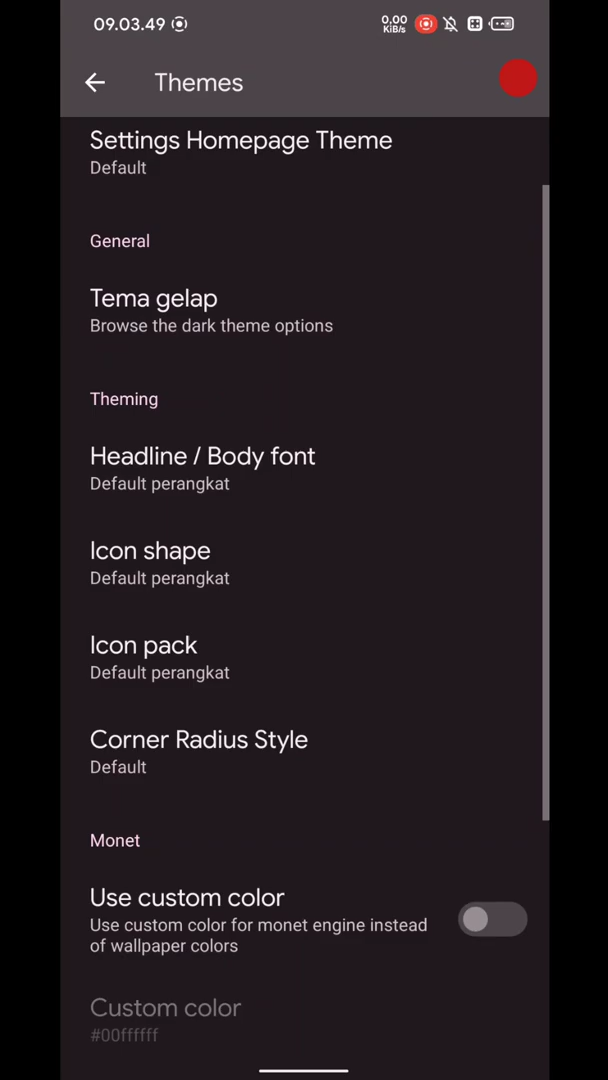 09.03.49
0,00
KiB/s
Themes
Settings Homepage Theme
Default
General
Tema gelap
Browse the dark theme options
Theming
Headline / Body font
Default perangkat
Icon shape
Default perangkat
Icon pack
Default perangkat
Corner Radius Style
Default
Monet
Use custom color
Use custom color for monet engine instead
of wallpaper colors
Custom color
#00ffffff